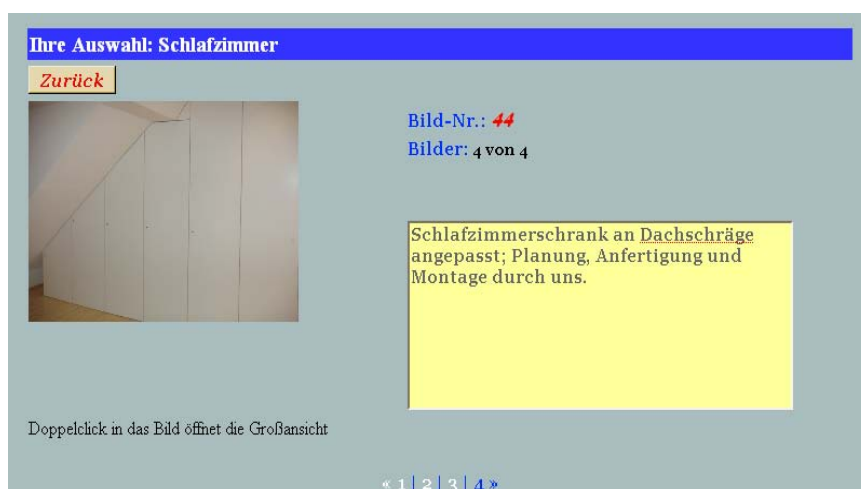 Ihre Auswahl: Schlafzimmer
Zurück
Bild-Nr.: 44
Bilder: 4 von 4
Schlafzimmerschrank an Dachschräge
angepasst; Planung, Anfertigung und
Montage durch uns.
Doppelclick in das Bild öffnet die Großansicht
« 1 | 2 | 3 | 4 »